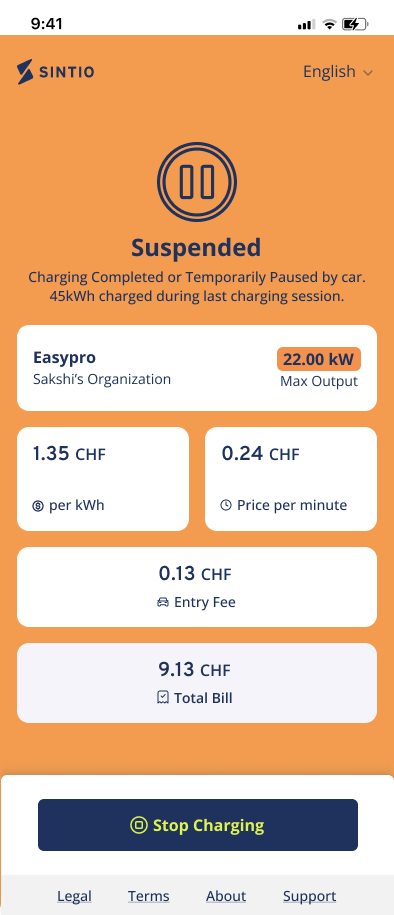 9:41
SINTIO
English
Suspended
Charging Completed or Temporarily Paused by car.
45kWh charged during last charging session.
Easypro
22.00 kW
Sakshi's Organization
Max Output
1.35 CHF
per kWh
0.24 CHF
Price per minute
0.13 CHF
Entry Fee
9.13 CHF
Total Bill
Stop Charging
Legal Terms About Support